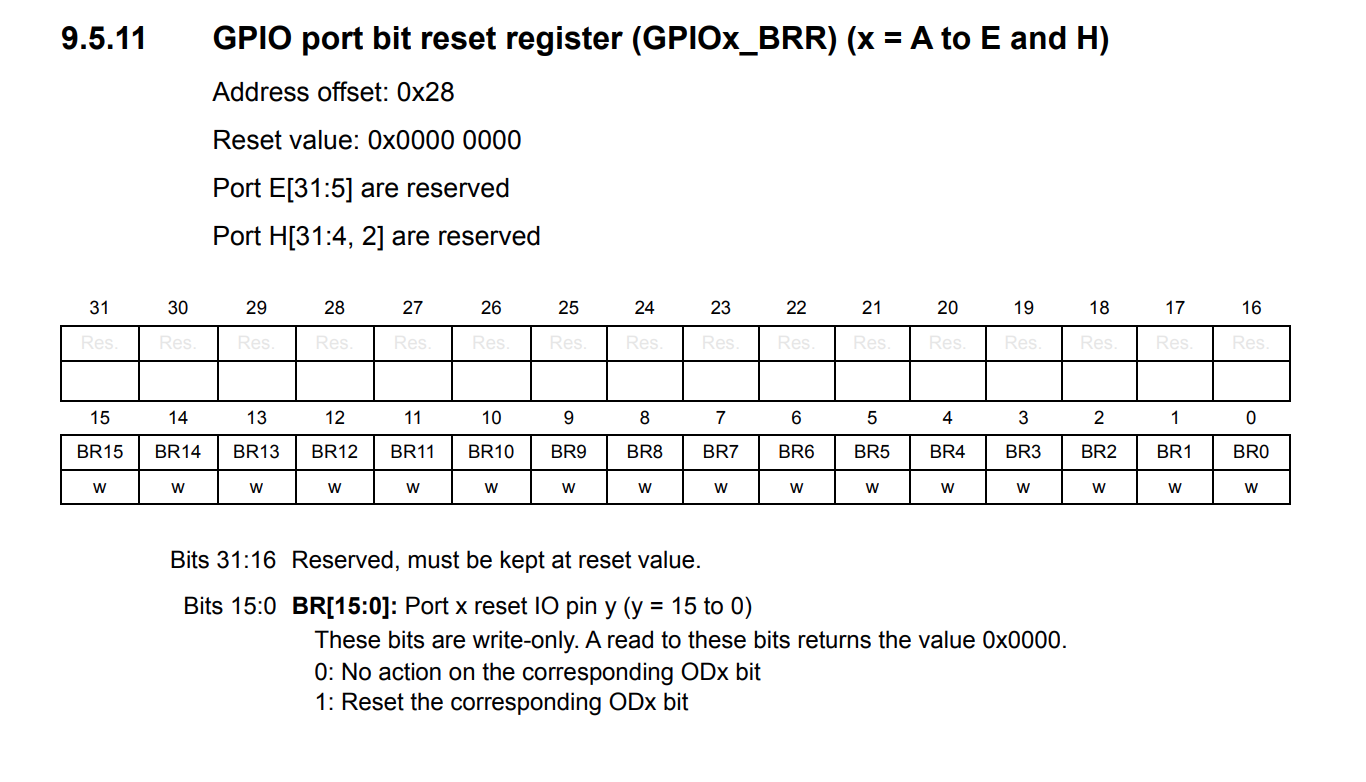 9.5.11 GPIO port bit reset register (GPIOx_BRR) (x = A to E and H)
Address offset: 0x28
Reset value: 0x0000 0000
Port E[31:5] are reserved
Port H[31:4, 2] are reserved
31 30 29 28 27 26 25 24 23 22 21 20 19 18 17 16
Res. Res. Res. Res. Res. Res. Res. Res. Res. Res. Res. Res. Res. Res. Res. Res.
15 14 13 12 11 10 9 8 7 6 5 4 3 2 1 0
BR15 BR14 BR13 BR12 BR11 BR10 BR9 BR8 BR7 BR6 BR5 BR4 BR3 BR2 BR1 BR0
w w w w w w w w w w w w w w w w
Bits 31:16 Reserved, must be kept at reset value.
Bits 15:0 BR[15:0]: Port x reset IO pin y (y = 15 to 0)
These bits are write-only. A read to these bits returns the value 0x0000.
0: No action on the corresponding ODx bit
1: Reset the corresponding ODx bit